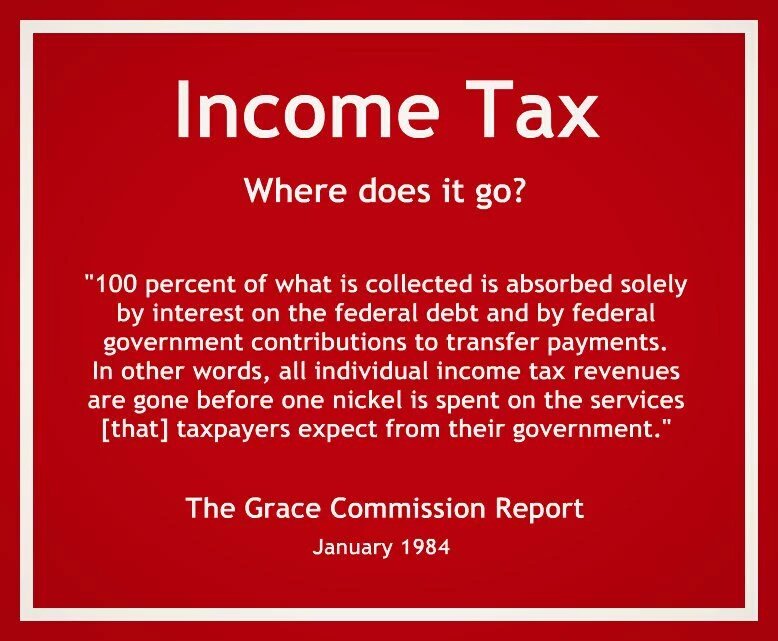 Income Tax
Where does it go?
"100 percent of what is collected is absorbed solely
by interest on the federal debt and by federal
government contributions to transfer payments.
In other words, all individual income tax revenues
are gone before one nickel is spent on the services
[that] taxpayers expect from their government."
The Grace Commission Report
January 1984